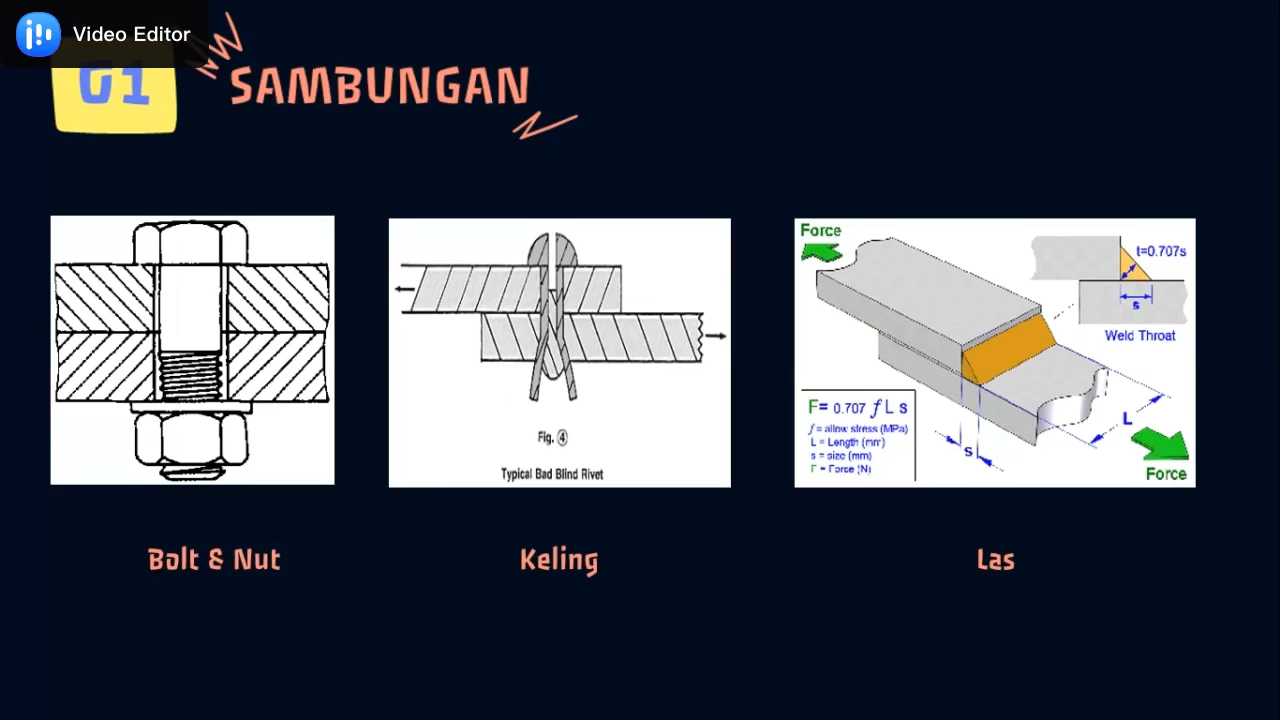 Video Editor
01
SAMBUNGAN
Fig. ④
Typical Bad Blind Rivet
Force
t=0.707s
s
Weld Throat
F= 0.707 f L s
f = allow stress (MPa)
L = Length (mm)
s = size (mm)
F = Force (N)
L
s
Force
Bolt & Nut
Keling
Las